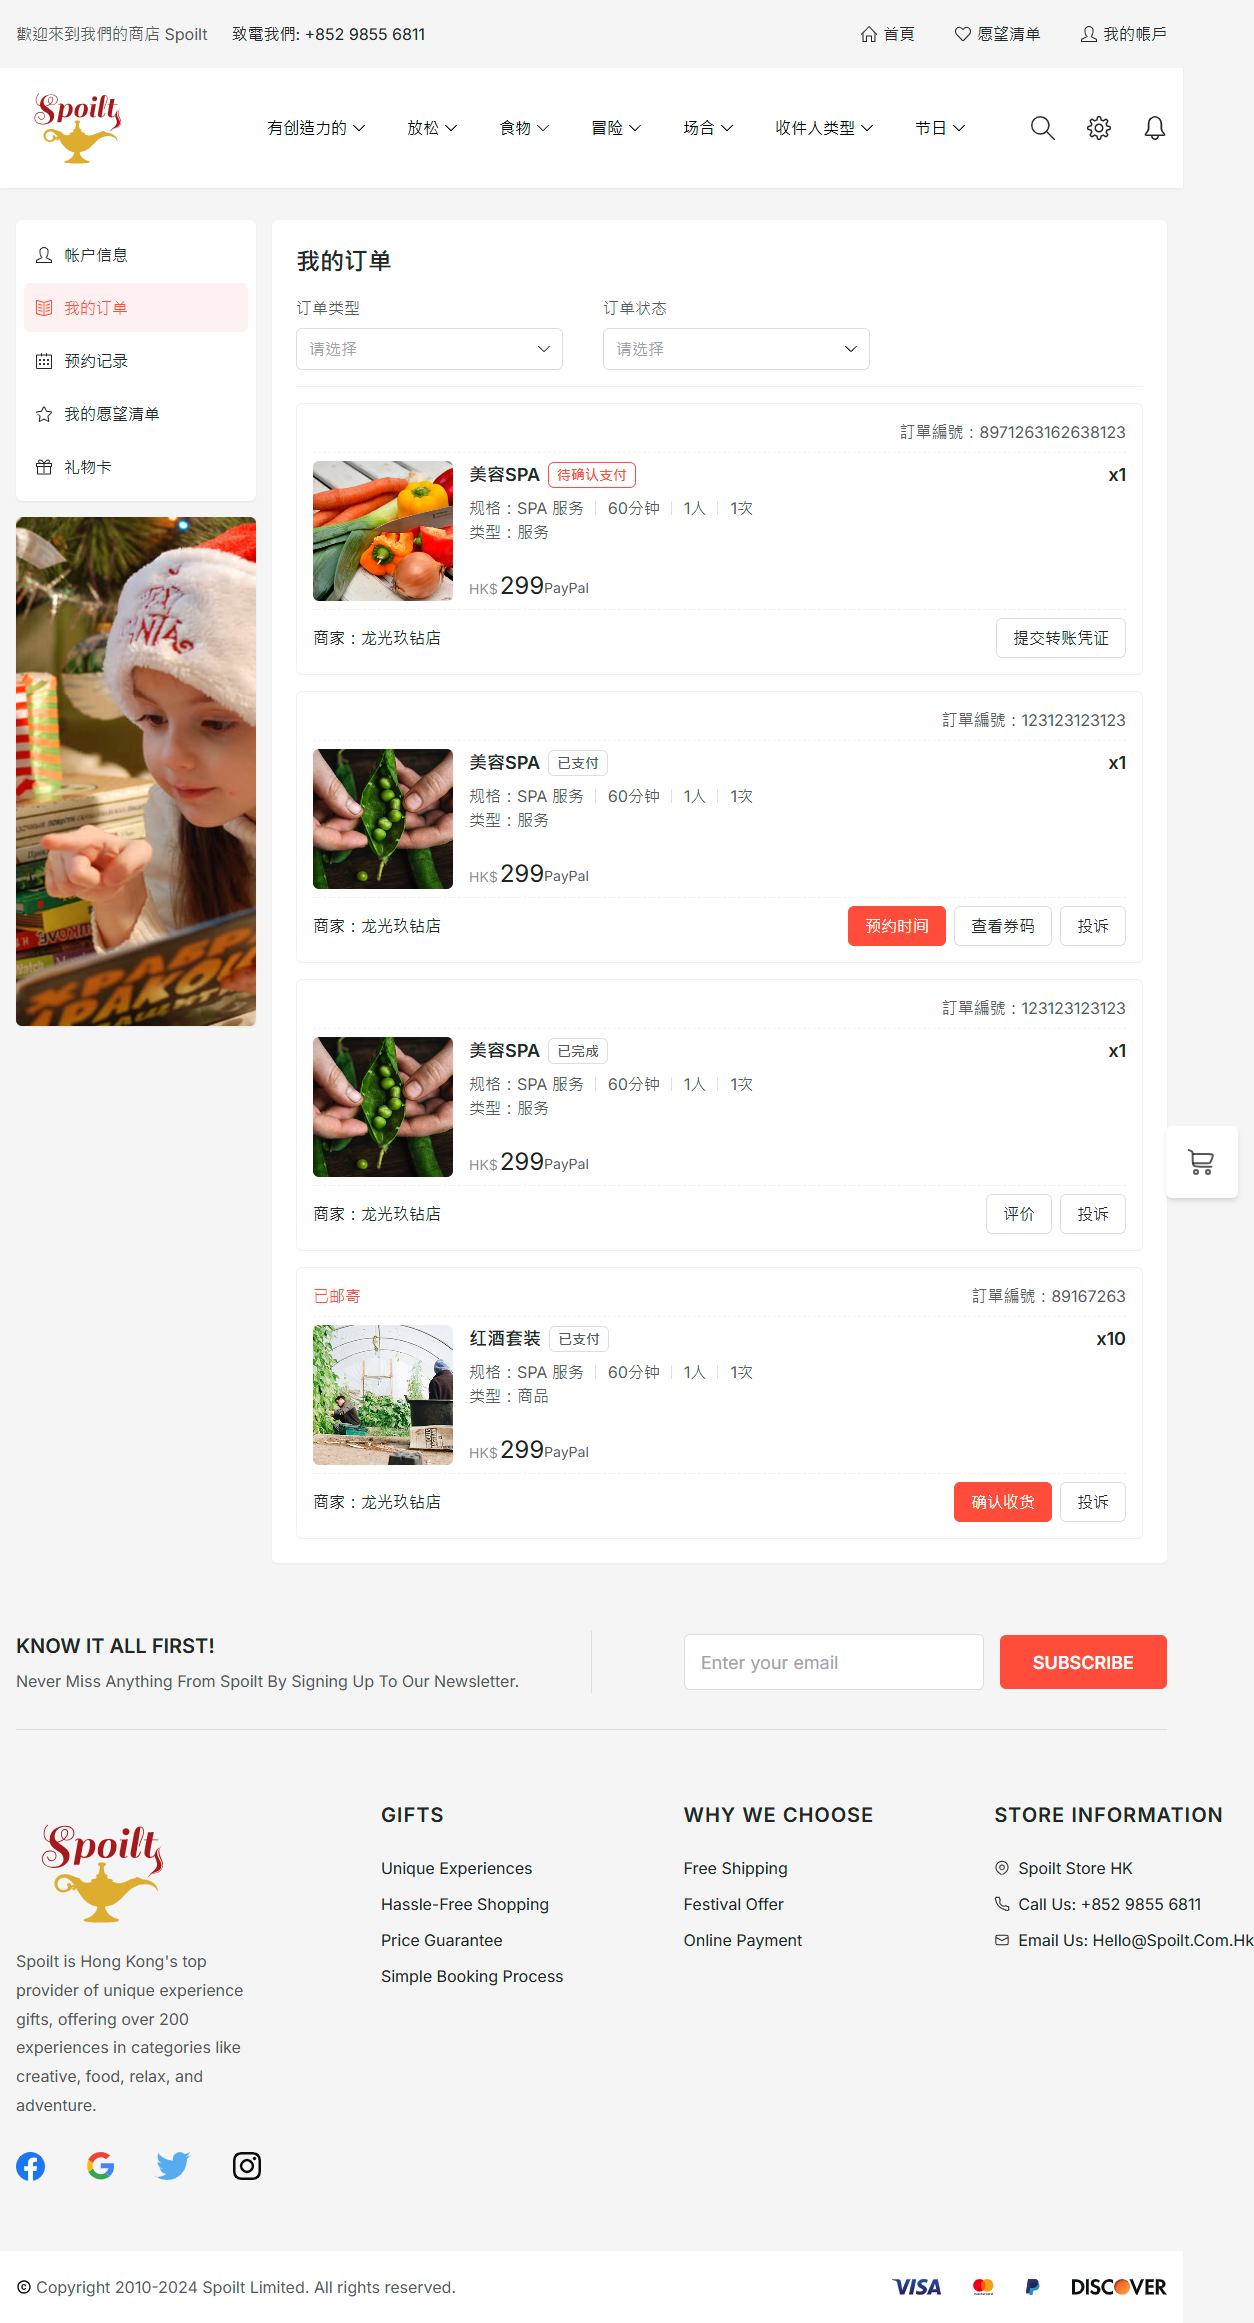 歡迎來到我們的商店 Spoilt 致電我們: +852 9855 6811 首頁 愿望清单 我的帳戶
Spoilt 有创造力的 放松 食物 冒险 场合 收件人类型 节日
帐户信息
我的订单
预约记录
我的愿望清单
礼物卡
我的订单
订单类型 订单状态
请选择 请选择
訂單編號：8971263162638123
美容SPA 待确认支付 x1
规格：SPA 服务 60分钟 1人 1次
类型：服务
HK$ 299 PayPal
商家：龙光玖钻店 提交转账凭证
訂單編號：123123123123
美容SPA 已支付 x1
规格：SPA 服务 60分钟 1人 1次
类型：服务
HK$ 299 PayPal
商家：龙光玖钻店 预约时间 查看券码 投诉
訂單編號：123123123123
美容SPA 已完成 x1
规格：SPA 服务 60分钟 1人 1次
类型：服务
HK$ 299 PayPal
商家：龙光玖钻店 评价 投诉
已邮寄 訂單編號：89167263
红酒套装 已支付 x10
规格：SPA 服务 60分钟 1人 1次
类型：商品
HK$ 299 PayPal
商家：龙光玖钻店 确认收货 投诉
KNOW IT ALL FIRST!
Never Miss Anything From Spoilt By Signing Up To Our Newsletter.
Enter your email SUBSCRIBE
Spoilt
Spoilt is Hong Kong's top
provider of unique experience
gifts, offering over 200
experiences in categories like
creative, food, relax, and
adventure.
GIFTS
Unique Experiences
Hassle-Free Shopping
Price Guarantee
Simple Booking Process
WHY WE CHOOSE
Free Shipping
Festival Offer
Online Payment
STORE INFORMATION
Spoilt Store HK
Call Us: +852 9855 6811
Email Us: Hello@Spoilt.Com.Hk
© Copyright 2010-2024 Spoilt Limited. All rights reserved. VISA DISCOVER